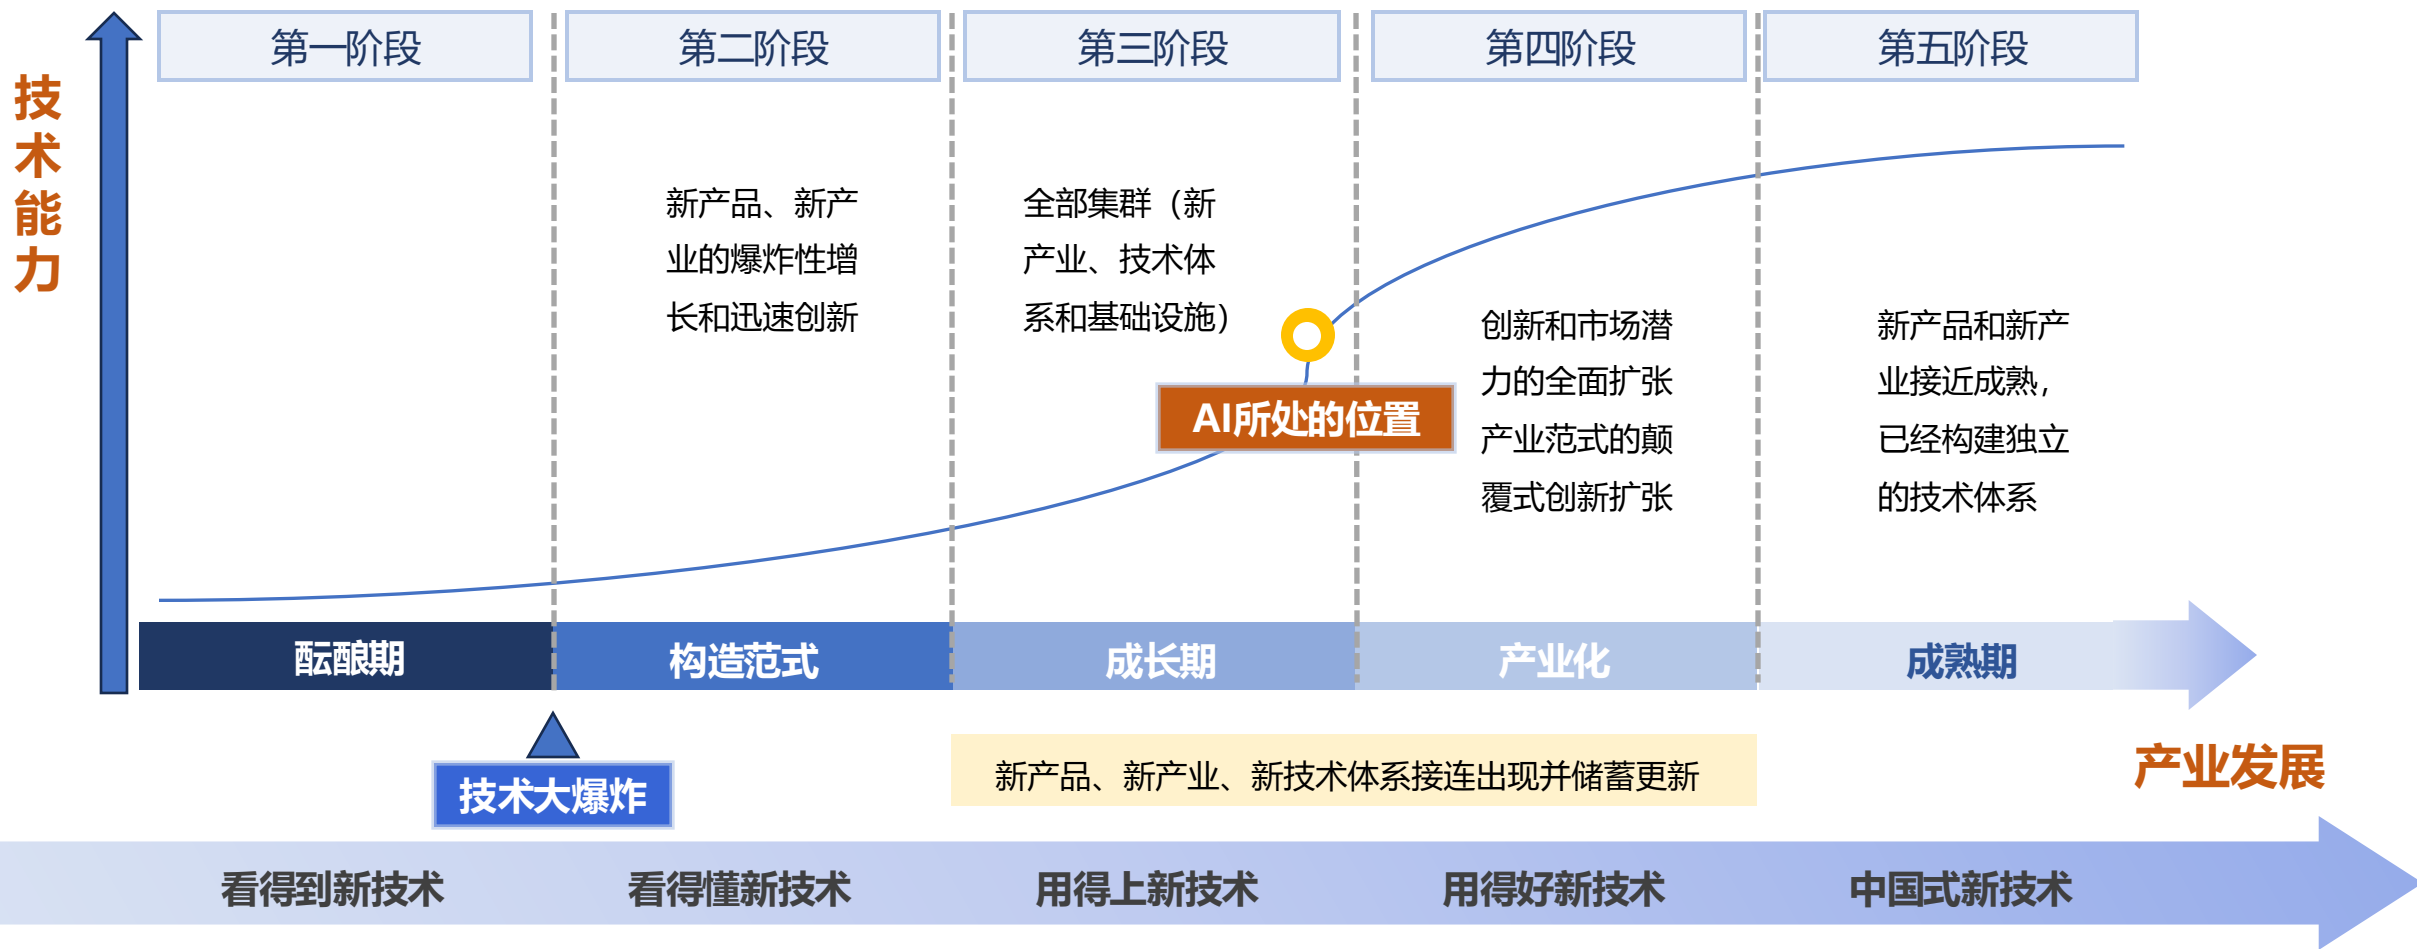 第一阶段
第二阶段
第三阶段
第四阶段
第五阶段
技
术
能
力
新产品、新产
业的爆炸性增
长和迅速创新
全部集群（新
产业、技术体
系和基础设施）
创新和市场潜
力的全面扩张
产业范式的颠
覆式创新扩张
新产品和新产
业接近成熟，
已经构建独立
的技术体系
AI所处的位置
酝酿期
构造范式
成长期
产业化
成熟期
技术大爆炸
新产品、新产业、新技术体系接连出现并储蓄更新
产业发展
看得到新技术
看得懂新技术
用得上新技术
用得好新技术
中国式新技术